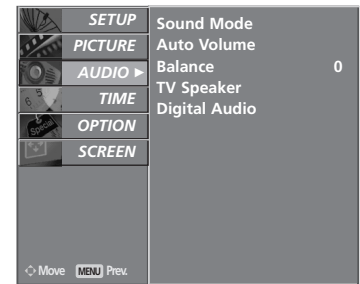 SETUP
PICTURE
AUDIO
TIME
OPTION
SCREEN
Move MENU Prev.
Sound Mode
Auto Volume
Balance 0
TV Speaker
Digital Audio
Special